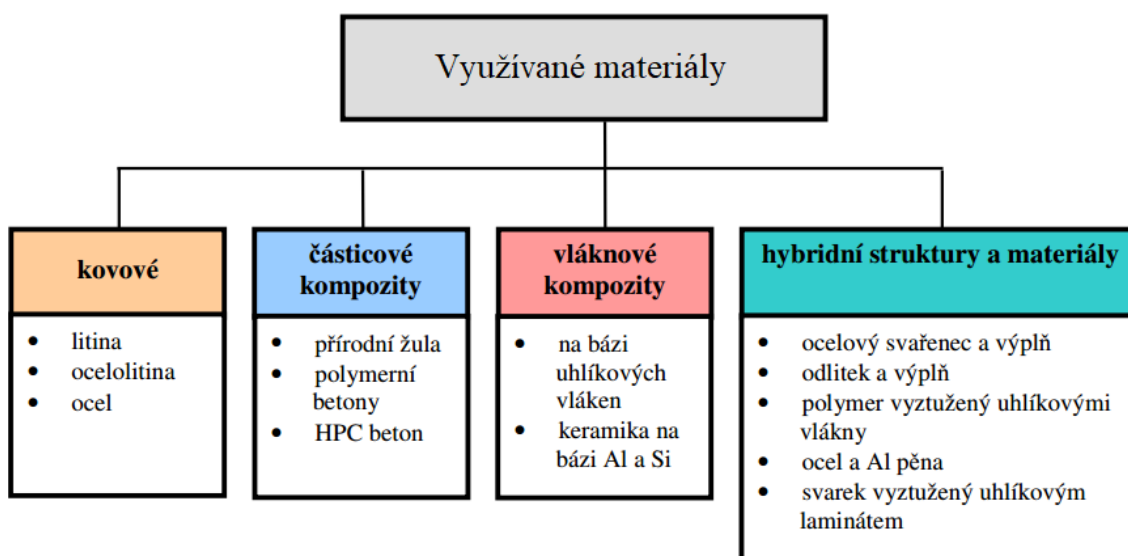 Využívané materiály
kovové
• litina
• ocelolitina
• ocel
částicové
kompozity
• přírodní žula
• polymerní
betony
• HPC beton
vláknové
kompozity
• na bázi
uhlíkových
vláken
• keramika na
bázi Al a Si
hybridní struktury a materiály
• ocelový svařenec a výplň
• odlitek a výplň
• polymer vyztužený uhlíkovými
vlákny
• ocel a Al pěna
• svarek vyztužený uhlíkovým
laminátem